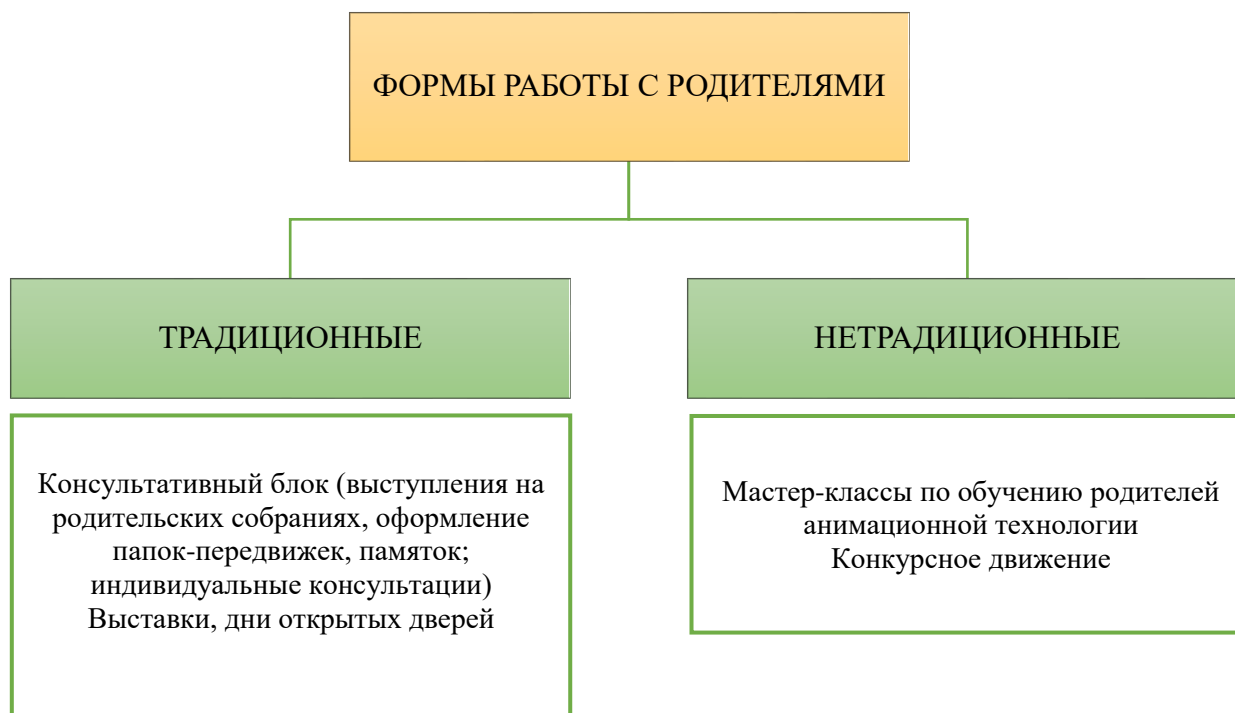 ФОРМЫ РАБОТЫ С РОДИТЕЛЯМИ
ТРАДИЦИОННЫЕ
Консультативный блок (выступления на
родительских собраниях, оформление
папок-передвижек, памяток;
индивидуальные консультации)
Выставки, дни открытых дверей
НЕТРАДИЦИОННЫЕ
Мастер-классы по обучению родителей
анимационной технологии
Конкурсное движение